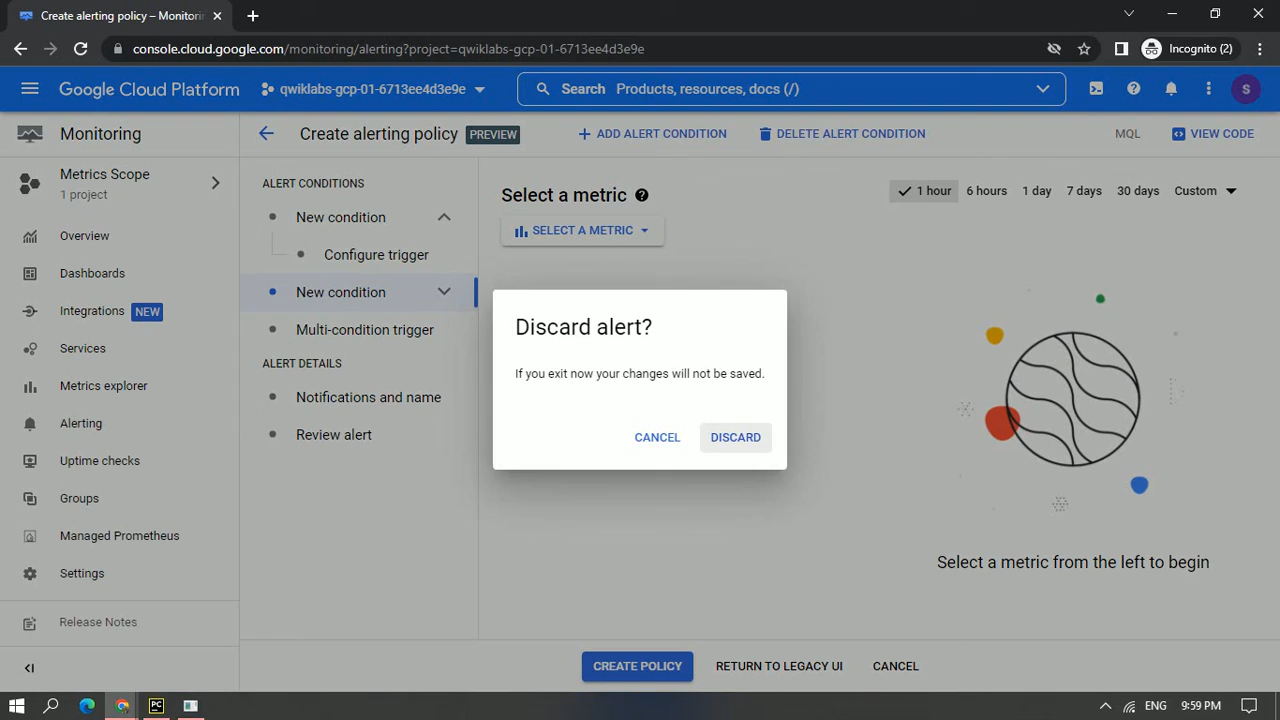 Create alerting policy – Monitorin
console.cloud.google.com/monitoring/alerting?project=qwiklabs-gcp-01-6713ee4d3e9e
Incognito (2)
Google Cloud Platform
qwiklabs-gcp-01-6713ee4d3e9e
Search Products, resources, docs (/)
S
Monitoring
Create alerting policy
PREVIEW
ADD ALERT CONDITION
DELETE ALERT CONDITION
MQL
VIEW CODE
Metrics Scope
1 project
Overview
Dashboards
Integrations NEW
Services
Metrics explorer
Alerting
Uptime checks
Groups
Managed Prometheus
Settings
Release Notes
ALERT CONDITIONS
New condition
Configure trigger
New condition
Multi-condition trigger
ALERT DETAILS
Notifications and name
Review alert
Select a metric
SELECT A METRIC
1 hour
6 hours
1 day
7 days
30 days
Custom
Discard alert?
If you exit now your changes will not be saved.
CANCEL
DISCARD
Select a metric from the left to begin
CREATE POLICY
RETURN TO LEGACY UI
CANCEL
PC
ENG
9:59 PM